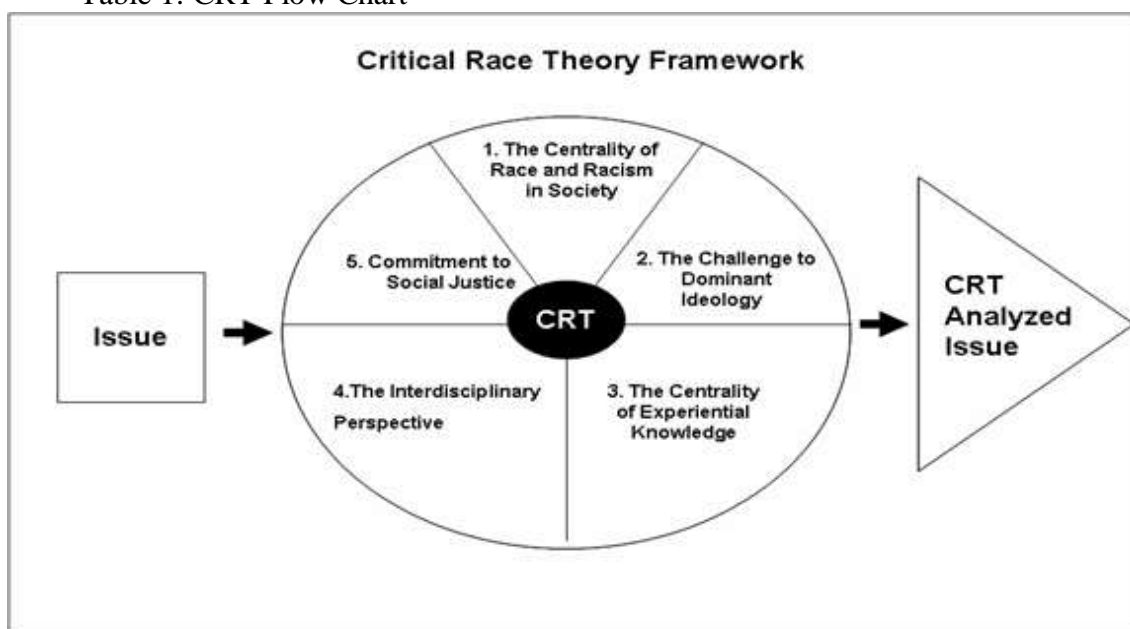 Table 1: CRT Flow Chart
Critical Race Theory Framework
1. The Centrality of
Race and Racism
in Society
2. The Challenge to
Dominant
Ideology
3. The Centrality
of Experiential
Knowledge
4.The Interdisciplinary
Perspective
5. Commitment to
Social Justice
CRT
Issue
CRT
Analyzed
Issue